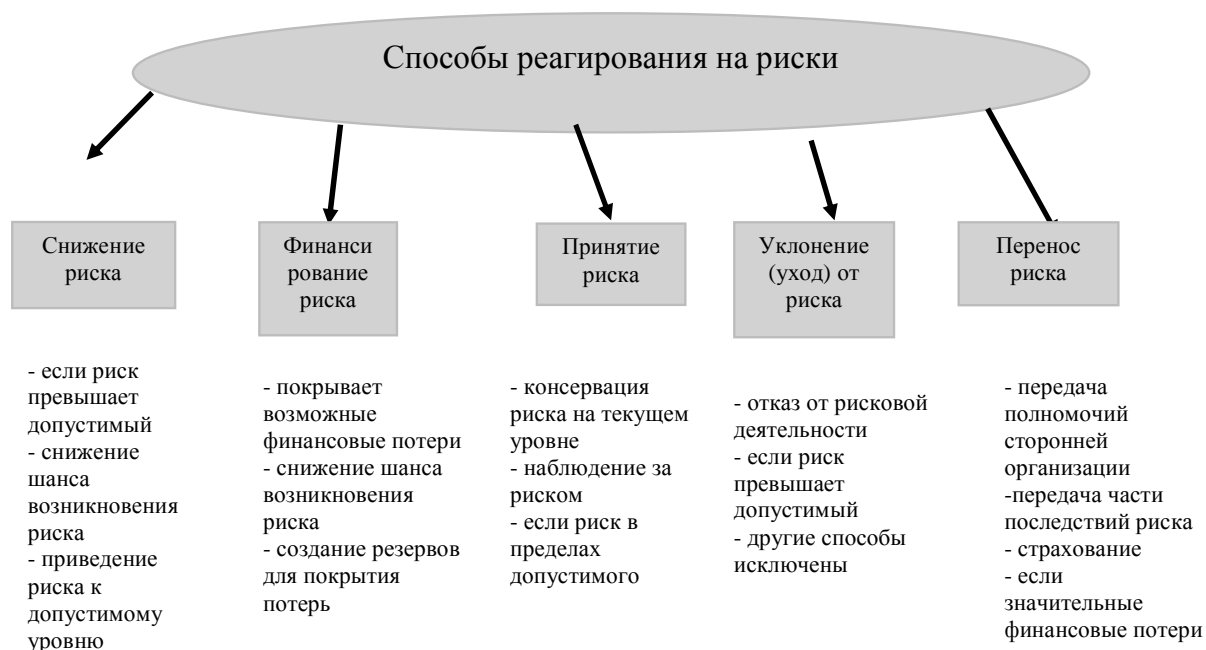 Способы реагирования на риски
Снижение
риска
Финанси
рование
риска
Принятие
риска
Уклонение
(уход) от
риска
Перенос
риска
- если риск
превышает
допустимый
- снижение
шанса
возникновения
риска
- приведение
риска к
допустимому
уровню
- покрывает
возможные
финансовые потери
- снижение шанса
возникновения
риска
- создание резервов
для покрытия
потерь
- консервация
риска на текущем
уровне
- наблюдение за
риском
- если риск в
пределах
допустимого
- отказ от рисковой
деятельности
- если риск
превышает
допустимый
- другие способы
исключены
- передача
полномочий
сторонней
организации
-передача части
последствий риска
- страхование
- если
значительные
финансовые потери